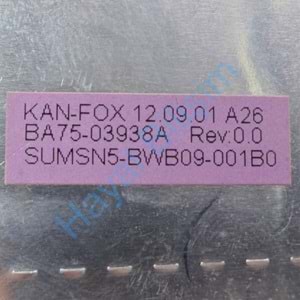 KAN-FOX 12.09.01 A26
BA75-03938A Rev:0.0
SUMSN5-BWB09-001B0